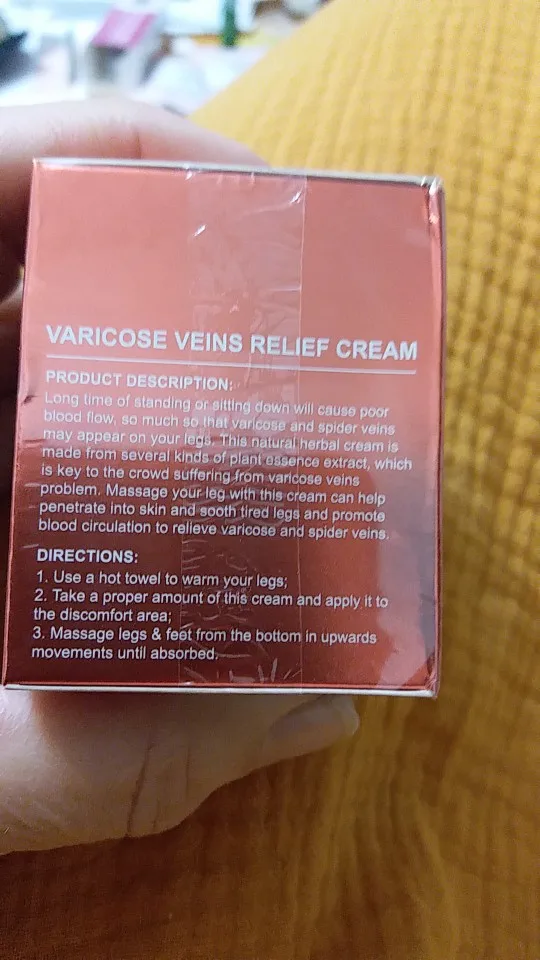 VARICOSE VEINS RELIEF CREAM
PRODUCT DESCRIPTION:
Long time of standing or sitting down will cause poor
blood flow, so much so that varicose and spider veins
may appear on your legs. This natural herbal cream is
made from several kinds of plant essence extract, which
is key to the crowd suffering from varicose veins
problem. Massage your leg with this cream can help
penetrate into skin and sooth tired legs and promote
blood circulation to relieve varicose and spider veins.
DIRECTIONS:
1. Use a hot towel to warm your legs;
2. Take a proper amount of this cream and apply it to
the discomfort area;
3. Massage legs & feet from the bottom in upwards
movements until absorbed.